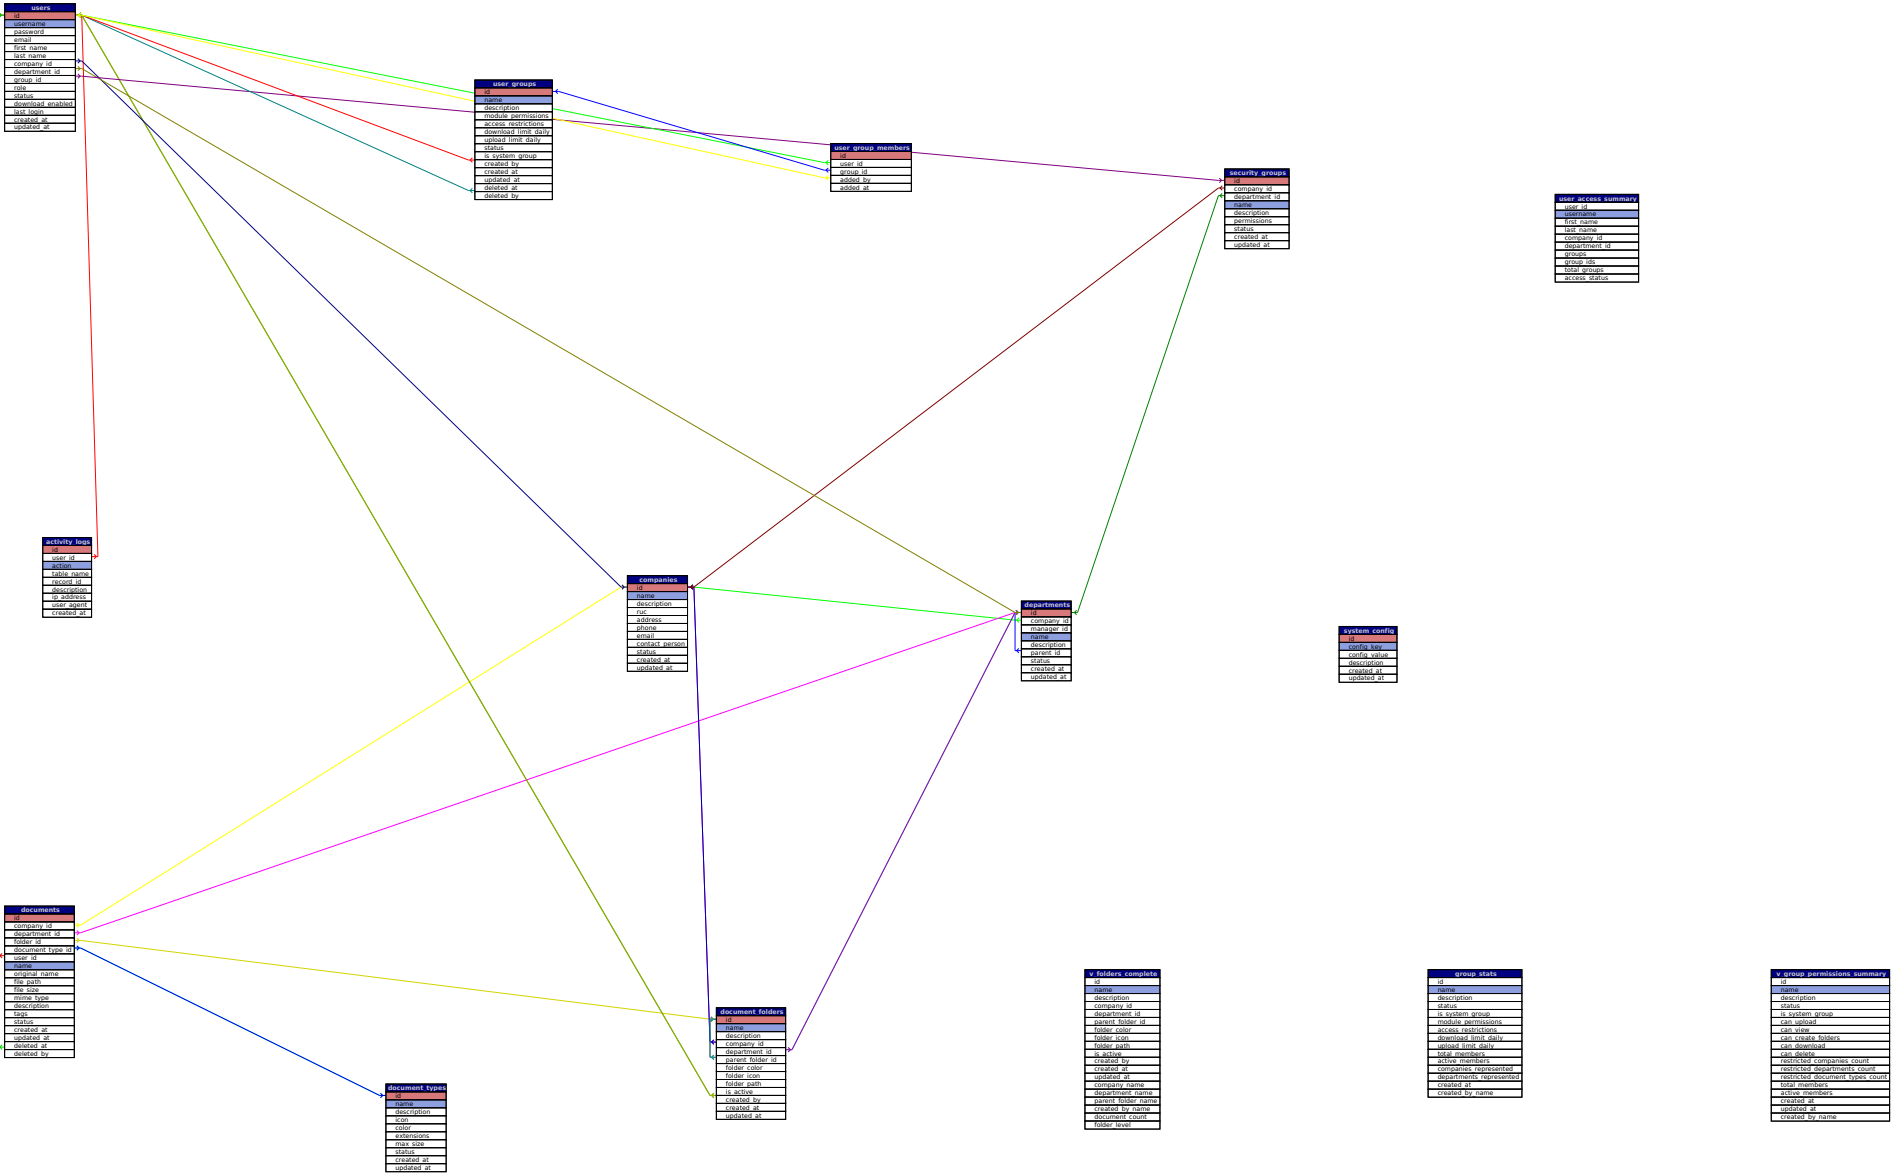 users
id
username
password
email
first_name
last_name
company_id
department_id
group_id
role
status
download_enabled
last_login
created_at
updated_at
user_groups
id
name
description
module_permissions
access_restrictions
download_limit_daily
upload_limit_daily
status
is_system_group
created_by
created_at
updated_at
deleted_at
deleted_by
user_group_members
id
user_id
group_id
added_by
added_at
security_groups
id
company_id
department_id
name
description
permissions
status
created_at
updated_at
user_access_summary
user_id
username
first_name
last_name
company_id
department_id
groups
group_ids
total_groups
access_status
activity_logs
id
user_id
action
table_name
record_id
description
ip_address
user_agent
created_at
companies
id
name
description
ruc
address
phone
email
contact_person
status
created_at
updated_at
departments
id
company_id
manager_id
name
description
parent_id
status
created_at
updated_at
system_config
id
config_key
config_value
description
created_at
updated_at
documents
id
company_id
department_id
folder_id
document_type_id
user_id
name
original_name
file_path
file_size
mime_type
description
tags
status
created_at
updated_at
deleted_at
deleted_by
document_types
id
name
description
icon
color
extensions
max_size
status
created_at
updated_at
document_folders
id
name
description
company_id
department_id
parent_folder_id
folder_color
folder_icon
folder_path
is_active
created_by
created_at
updated_at
v_folders_complete
id
name
description
company_id
department_id
parent_folder_id
folder_color
folder_icon
folder_path
is_active
created_by
created_at
updated_at
company_name
department_name
parent_folder_name
created_by_name
document_count
folder_level
group_stats
id
name
description
status
is_system_group
module_permissions
access_restrictions
download_limit_daily
upload_limit_daily
total_members
active_members
companies_represented
departments_represented
created_at
created_by_name
v_group_permissions_summary
id
name
description
status
is_system_group
can_upload
can_view
can_create_folders
can_download
can_delete
restricted_companies_count
restricted_departments_count
restricted_document_types_count
total_members
active_members
created_at
updated_at
created_by_name